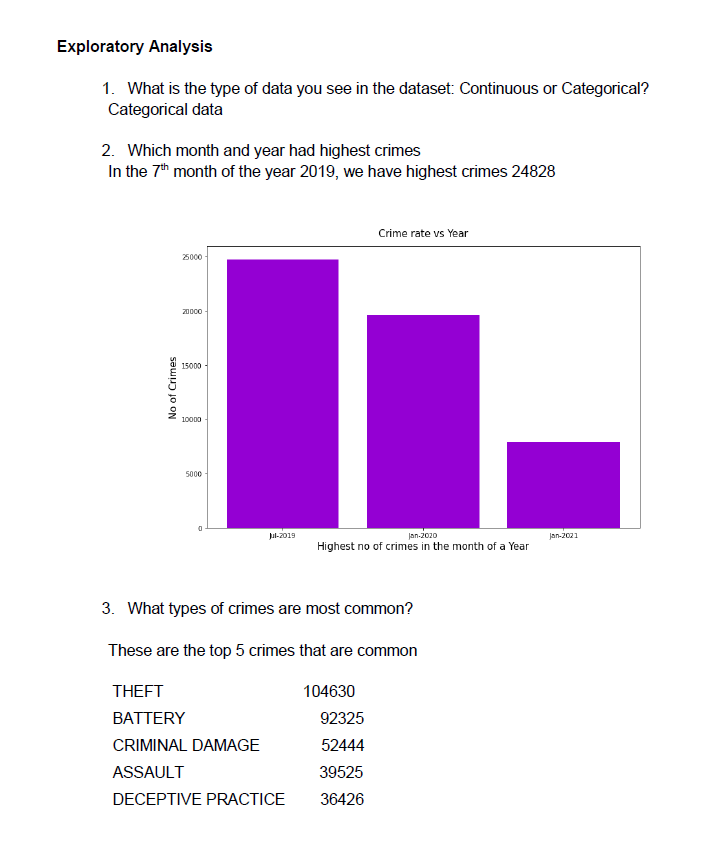 Exploratory Analysis
1. What is the type of data you see in the dataset: Continuous or Categorical?
Categorical data
2. Which month and year had highest crimes
In the 7th month of the year 2019, we have highest crimes 24828
Crime rate vs Year
25000
20000
15000
10000
5000
0
No of Crimes
Jul-2019 Jan-2020 Jan-2021
Highest no of crimes in the month of a Year
3. What types of crimes are most common?
These are the top 5 crimes that are common
THEFT 104630
BATTERY 92325
CRIMINAL DAMAGE 52444
ASSAULT 39525
DECEPTIVE PRACTICE 36426